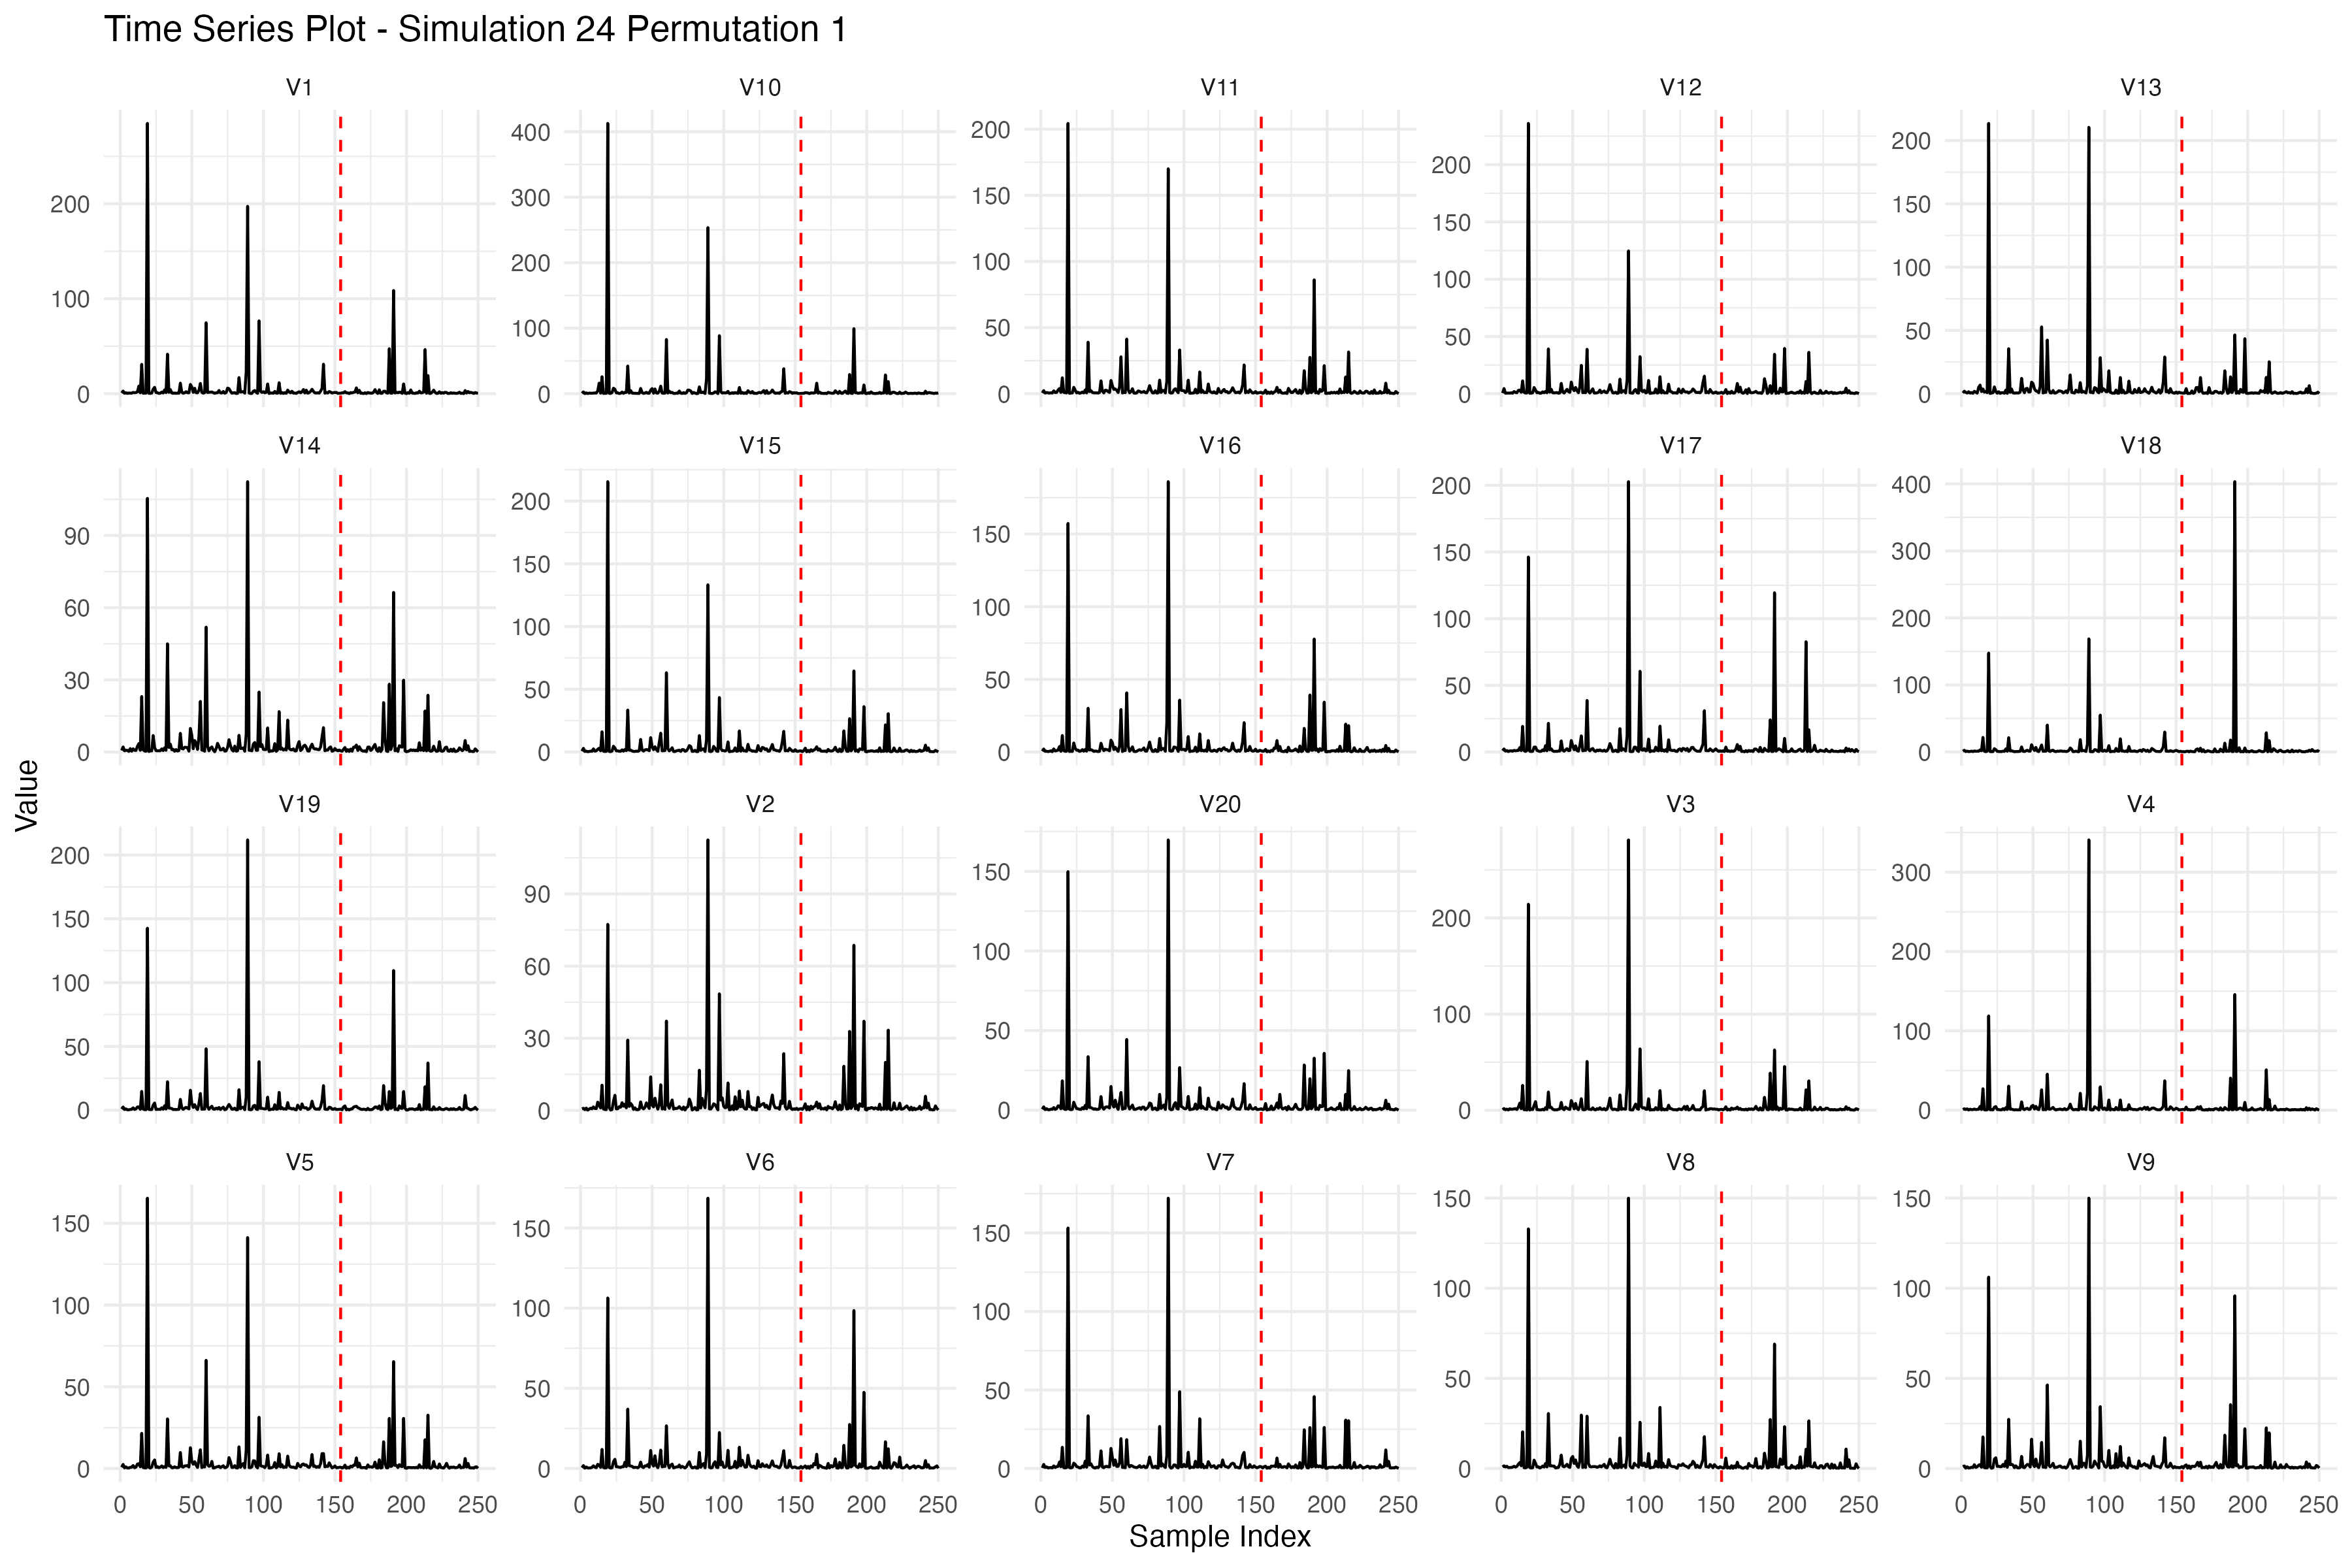 Time Series Plot - Simulation 24 Permutation 1
V1 V10 V11 V12 V13
200 100 0
400 300 200 100 0
200 150 100 50 0
200 150 100 50 0
200 150 100 50 0
V14 V15 V16 V17 V18
90 60 30 0
200 150 100 50 0
150 100 50 0
200 150 100 50 0
400 300 200 100 0
Value
V19 V2 V20 V3 V4
200 150 100 50 0
90 60 30 0
150 100 50 0
200 100 0
300 200 100 0
V5 V6 V7 V8 V9
150 100 50 0
150 100 50 0
150 100 50 0
150 100 50 0
150 100 50 0
0 50 100 150 200 250 0 50 100 150 200 250 0 50 100 150 200 250 0 50 100 150 200 250 0 50 100 150 200 250
Sample Index